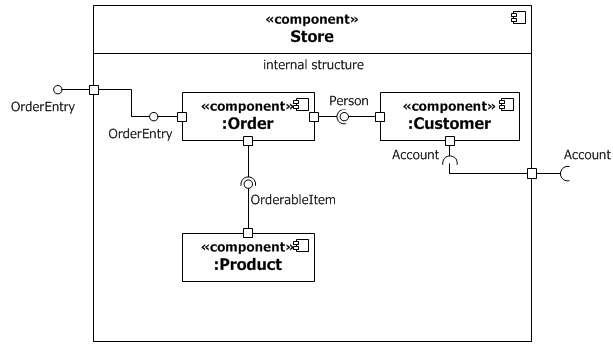 «component»
Store
internal structure
OrderEntry
OrderEntry
«component»
:Order
Person
«component»
:Customer
Account
Account
OrderableItem
«component»
:Product